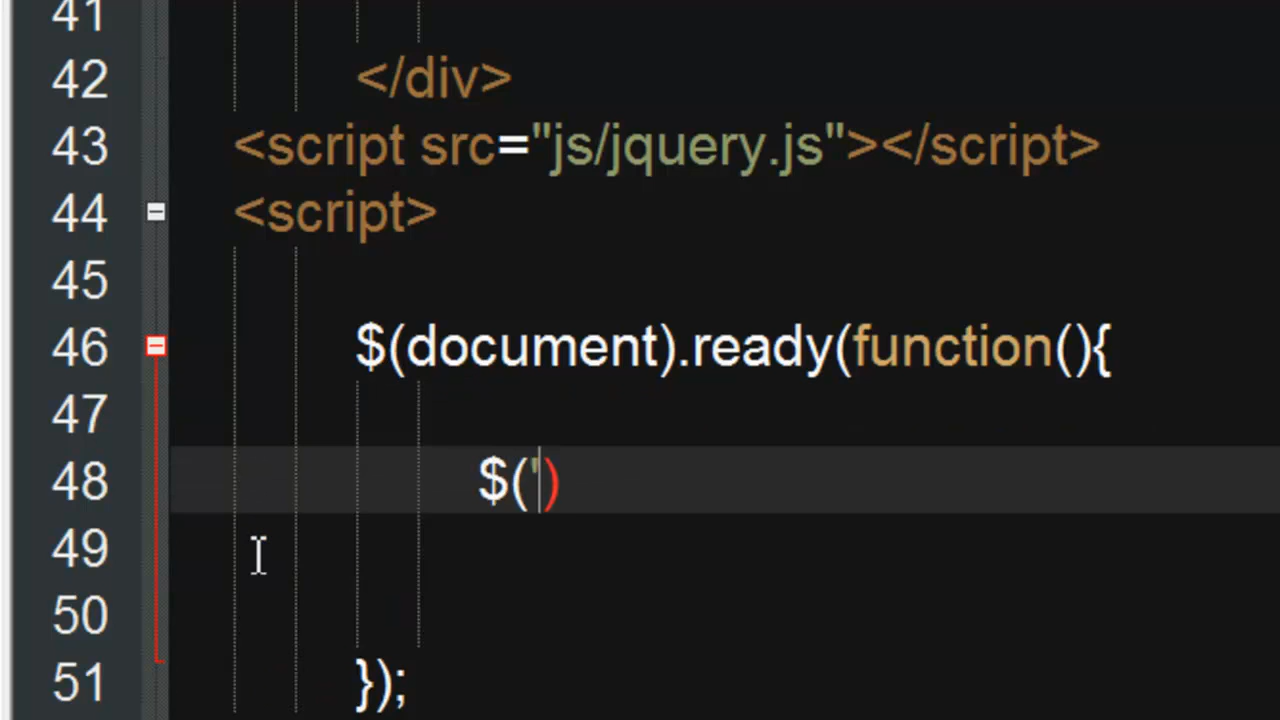 41
42 </div>
43 <script src="js/jquery.js"></script>
44 <script>
45
46 $(document).ready(function(){
47
48 $(')
49
50
51 });